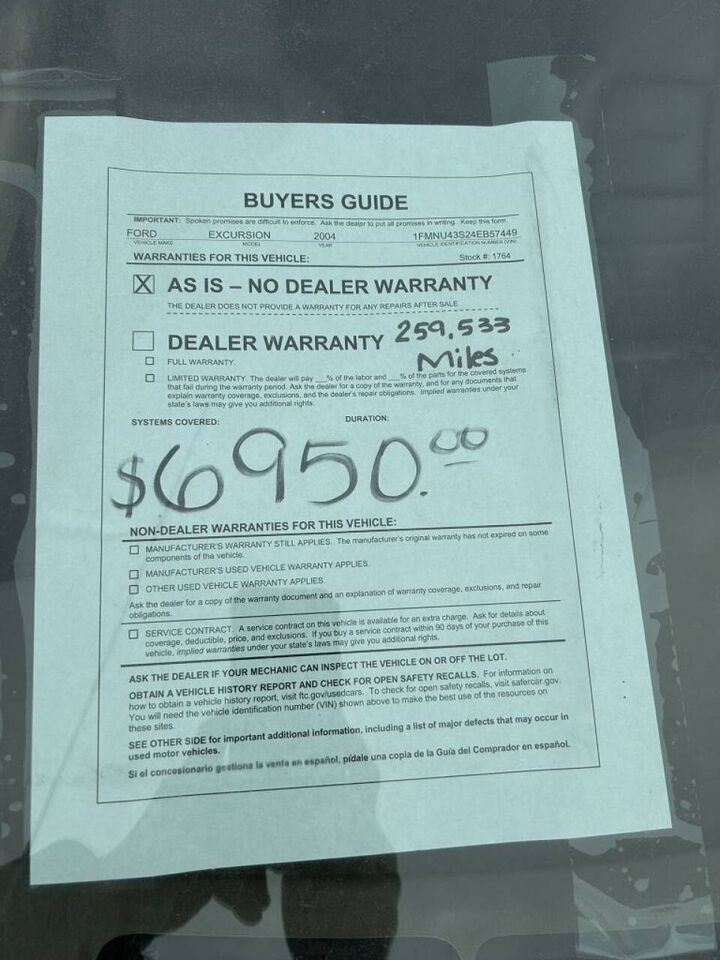 BUYERS GUIDE
IMPORTANT: Spoken promises are difficult to enforce. Ask the dealer to put all promises in writing. Keep this form.
FORD EXCURSION 2004 1FMNU43S24EB57449
VEHICLE MAKE MODEL YEAR VEHICLE IDENTIFICATION NUMBER (VIN)
WARRANTIES FOR THIS VEHICLE: Stock #: 1764
X AS IS – NO DEALER WARRANTY
THE DEALER DOES NOT PROVIDE A WARRANTY FOR ANY REPAIRS AFTER SALE.
DEALER WARRANTY 259,533
Miles
FULL WARRANTY.
LIMITED WARRANTY. The dealer will pay ___% of the labor and ___% of the parts for the covered systems
that fail during the warranty period. Ask the dealer for a copy of the warranty, and for any documents that
explain warranty coverage, exclusions, and the dealer's repair obligations. Implied warranties under your
state's laws may give you additional rights.
SYSTEMS COVERED: DURATION:
$6950.00
NON-DEALER WARRANTIES FOR THIS VEHICLE:
MANUFACTURER'S WARRANTY STILL APPLIES. The manufacturer's original warranty has not expired on some
components of the vehicle.
MANUFACTURER'S USED VEHICLE WARRANTY APPLIES.
OTHER USED VEHICLE WARRANTY APPLIES.
Ask the dealer for a copy of the warranty document and an explanation of warranty coverage, exclusions, and repair
obligations.
SERVICE CONTRACT. A service contract on this vehicle is available for an extra charge. Ask for details about
coverage, deductible, price, and exclusions. If you buy a service contract within 90 days of your purchase of this
vehicle, implied warranties under your state's laws may give you additional rights.
ASK THE DEALER IF YOUR MECHANIC CAN INSPECT THE VEHICLE ON OR OFF THE LOT.
OBTAIN A VEHICLE HISTORY REPORT AND CHECK FOR OPEN SAFETY RECALLS. For information on
how to obtain a vehicle history report, visit ftc.gov/usedcars. To check for open safety recalls, visit safercar.gov.
You will need the vehicle identification number (VIN) shown above to make the best use of the resources on
these sites.
SEE OTHER SIDE for important additional information, including a list of major defects that may occur in
used motor vehicles.
Si el concesionario gestiona la venta en español, pídale una copia de la Guía del Comprador en español.